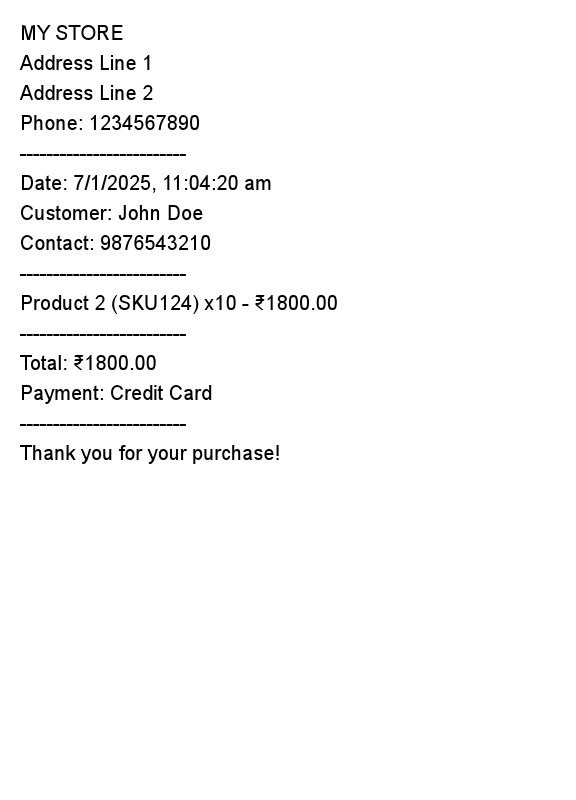 MY STORE
Address Line 1
Address Line 2
Phone: 1234567890
-------------------------
Date: 7/1/2025, 11:04:20 am
Customer: John Doe
Contact: 9876543210
-------------------------
Product 2 (SKU124) x10 - ₹1800.00
-------------------------
Total: ₹1800.00
Payment: Credit Card
-------------------------
Thank you for your purchase!